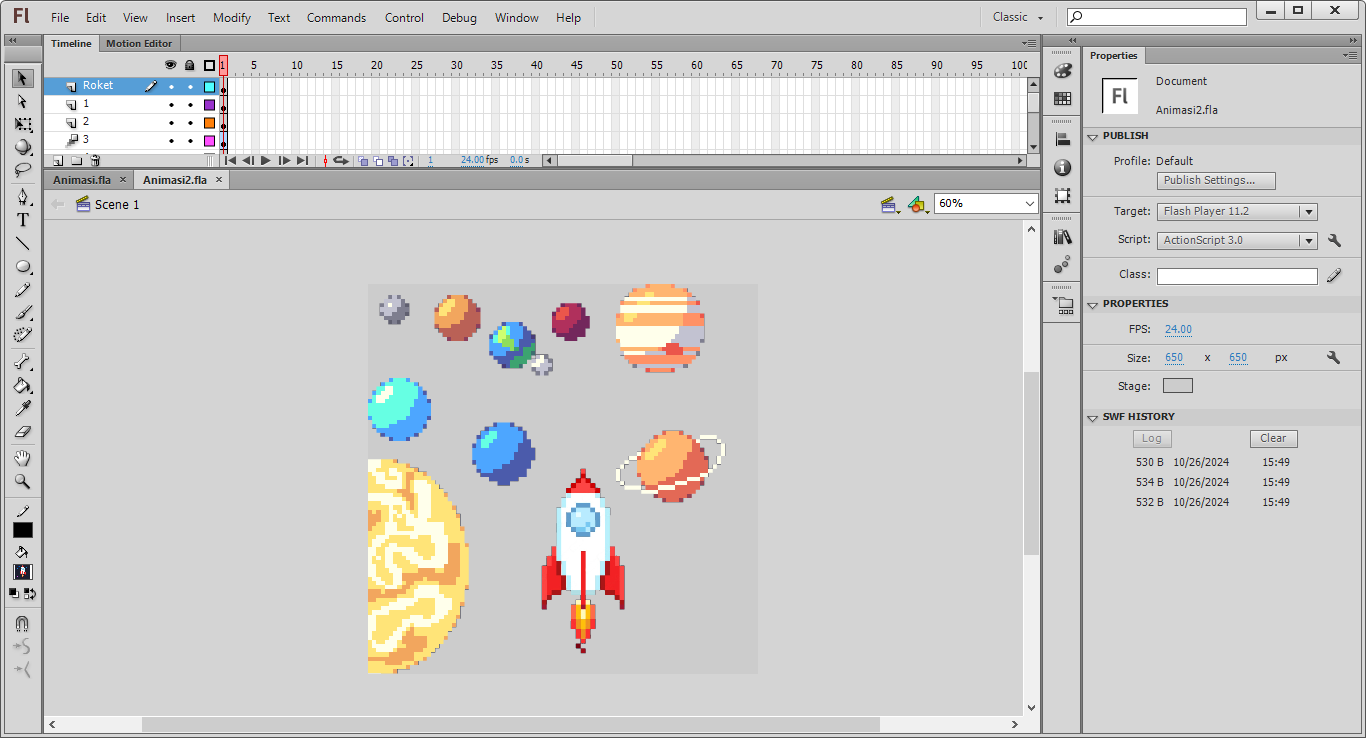 Fl File Edit View Insert Modify Text Commands Control Debug Window Help Classic
Timeline Motion Editor
1 5 10 15 20 25 30 35 40 45 50 55 60 65 70 75 80 85 90 95 100
Roket
1
2
3
1 24.00 fps 0.0 s
Animasi.fla × Animasi2.fla ×
Scene 1
60%
Properties
Fl
Document
Animasi2.fla
PUBLISH
Profile: Default
Publish Settings...
Target: Flash Player 11.2
Script: ActionScript 3.0
Class:
PROPERTIES
FPS: 24.00
Size: 650 x 650 px
Stage:
SWF HISTORY
Log Clear
530 B 10/26/2024 15:49
534 B 10/26/2024 15:49
532 B 10/26/2024 15:49